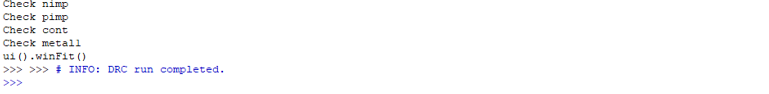 Check nimp
Check pimp
Check cont
Check metal1
ui().winFit()
>>> >>> # INFO: DRC run completed.
>>>